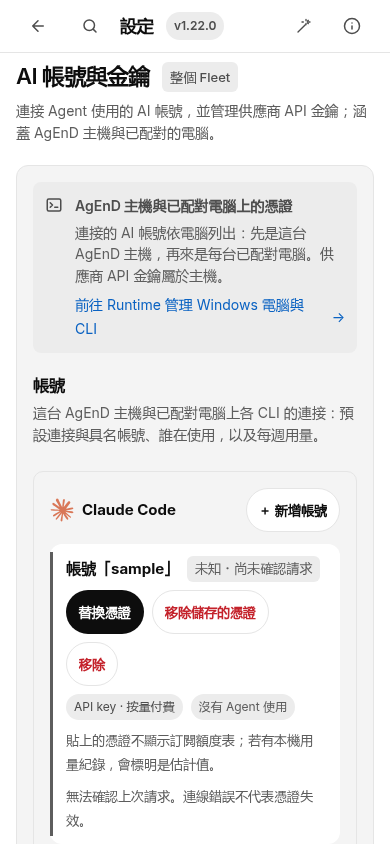 設定 v1.22.0
AI 帳號與金鑰 整個 Fleet
連接 Agent 使用的 AI 帳號，並管理供應商 API 金鑰；涵
蓋 AgEnD 主機與已配對的電腦。
AgEnD 主機與已配對電腦上的憑證
連接的 AI 帳號依電腦列出：先是這台
AgEnD 主機，再來是每台已配對電腦。供
應商 API 金鑰屬於主機。
前往 Runtime 管理 Windows 電腦與
CLI →
帳號
這台 AgEnD 主機與已配對電腦上各 CLI 的連接：預
設連接與具名帳號、誰在使用，以及每週用量。
Claude Code + 新增帳號
帳號「sample」 未知 · 尚未確認請求
替換憑證 移除儲存的憑證
移除
API key · 按量付費 沒有 Agent 使用
貼上的憑證不顯示訂閱額度表；若有本機用
量紀錄，會標明是估計值。
無法確認上次請求。連線錯誤不代表憑證失
效。